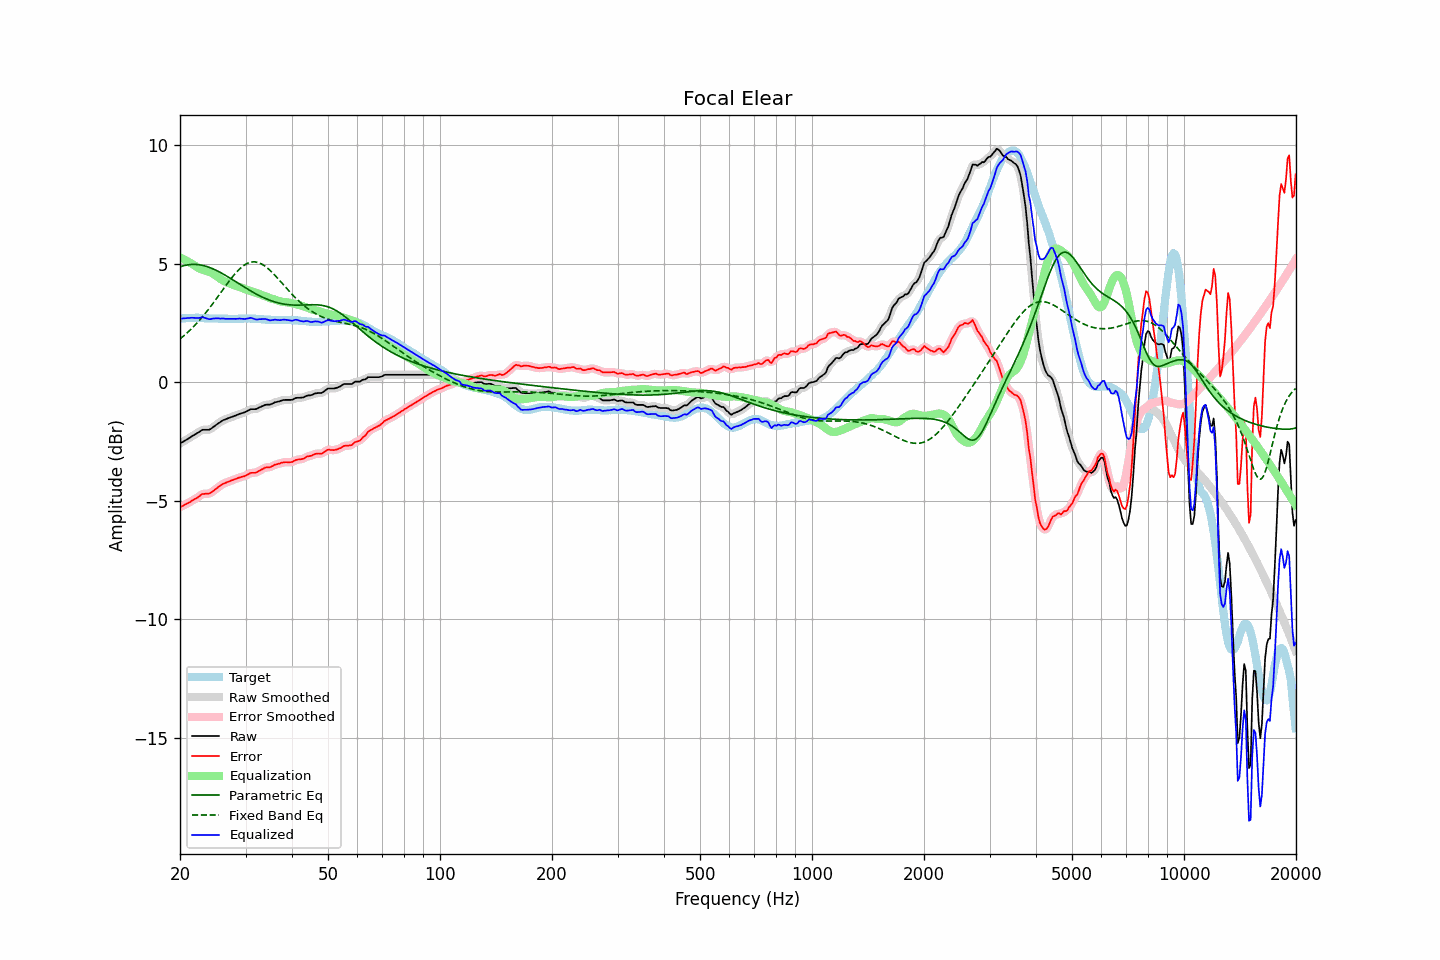 Focal Elear
10
5
0
−5
−10
−15
Amplitude (dBr)
Target
Raw Smoothed
Error Smoothed
Raw
Error
Equalization
Parametric Eq
Fixed Band Eq
Equalized
20 50 100 200 500 1000 2000 5000 10000 20000
Frequency (Hz)